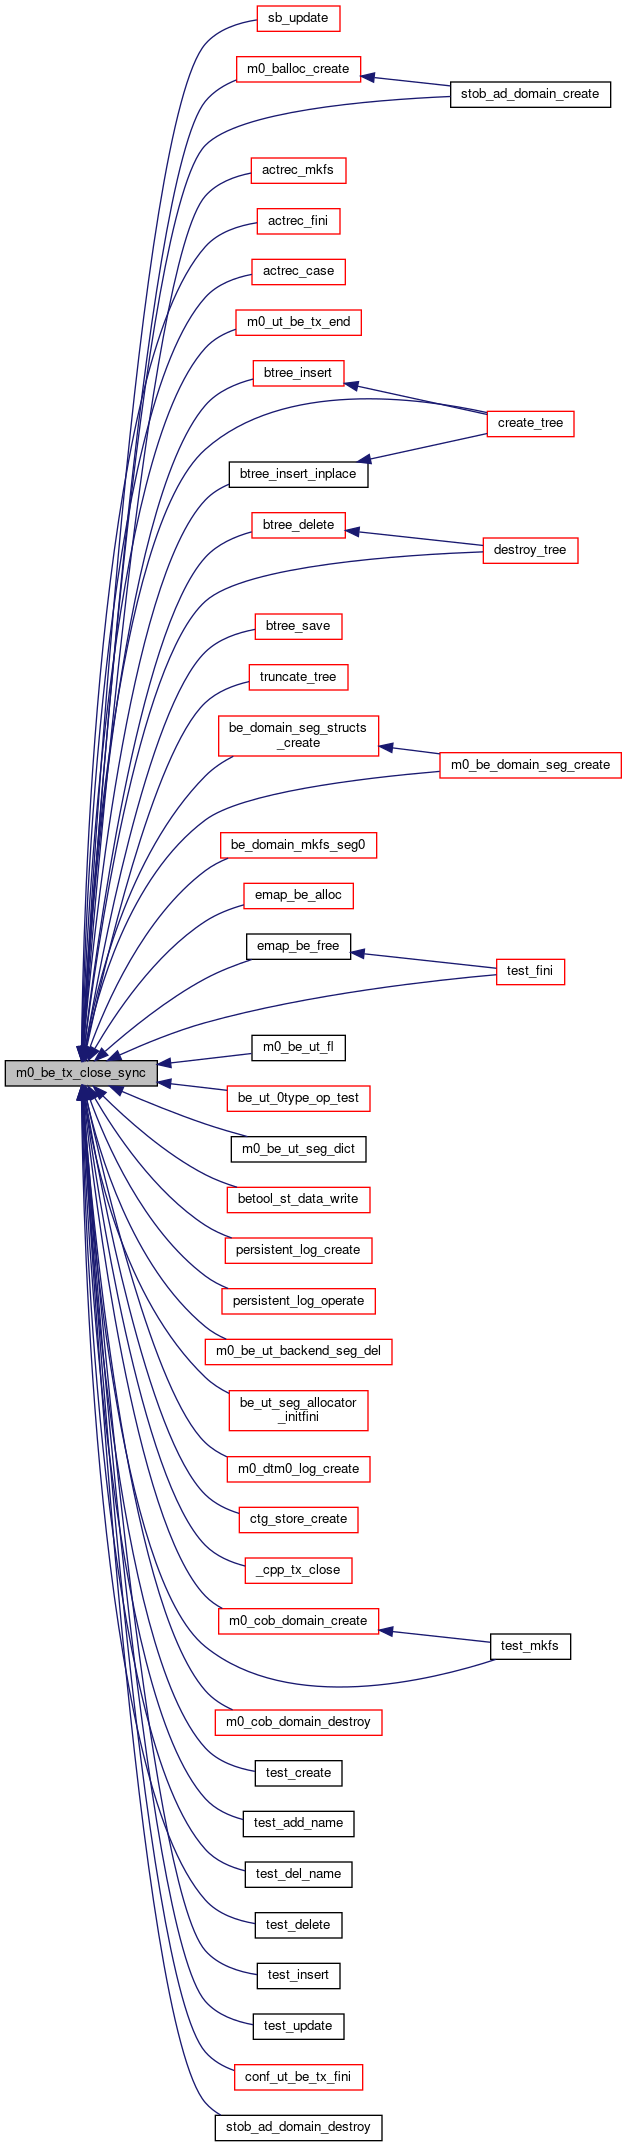 sb_update
m0_balloc_create
stob_ad_domain_create
actrec_mkfs
actrec_fini
actrec_case
m0_ut_be_tx_end
btree_insert
create_tree
btree_insert_inplace
btree_delete
destroy_tree
btree_save
truncate_tree
be_domain_seg_structs
_create
m0_be_domain_seg_create
be_domain_mkfs_seg0
emap_be_alloc
emap_be_free
test_fini
m0_be_ut_fl
m0_be_tx_close_sync
be_ut_0type_op_test
m0_be_ut_seg_dict
betool_st_data_write
persistent_log_create
persistent_log_operate
m0_be_ut_backend_seg_del
be_ut_seg_allocator
_initfini
m0_dtm0_log_create
ctg_store_create
_cpp_tx_close
m0_cob_domain_create
test_mkfs
m0_cob_domain_destroy
test_create
test_add_name
test_del_name
test_delete
test_insert
test_update
conf_ut_be_tx_fini
stob_ad_domain_destroy